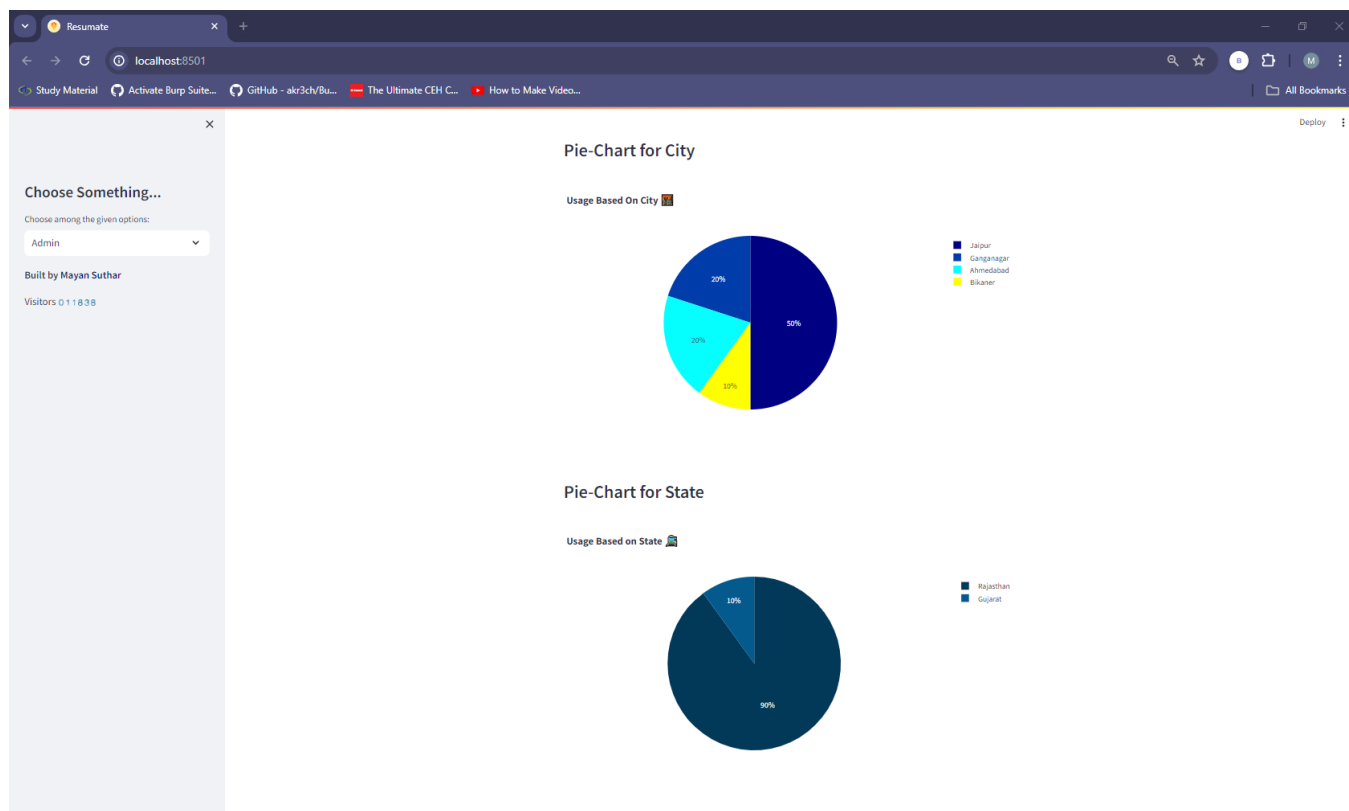 Resumate
localhost:8501
B
M
Study Material
Activate Burp Suite...
GitHub - akr3ch/Bu...
The Ultimate CEH C...
How to Make Video...
All Bookmarks
Deploy
Choose Something...
Choose among the given options:
Admin
Built by Mayan Suthar
Visitors 011838
Pie-Chart for City
Usage Based On City
20%
50%
20%
10%
Jaipur
Ganganagar
Ahmedabad
Bikaner
Pie-Chart for State
Usage Based on State
10%
90%
Rajasthan
Gujarat